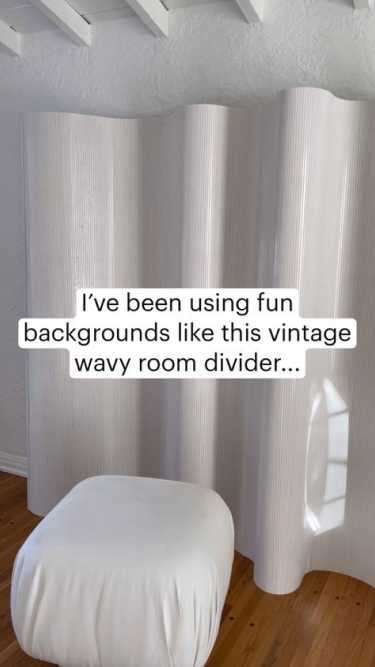 I’ve been using fun
backgrounds like this vintage
wavy room divider...